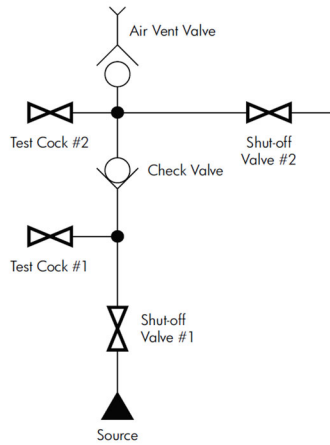 Air Vent Valve
Test Cock #2
Shut-off
Valve #2
Check Valve
Test Cock #1
Shut-off
Valve #1
Source